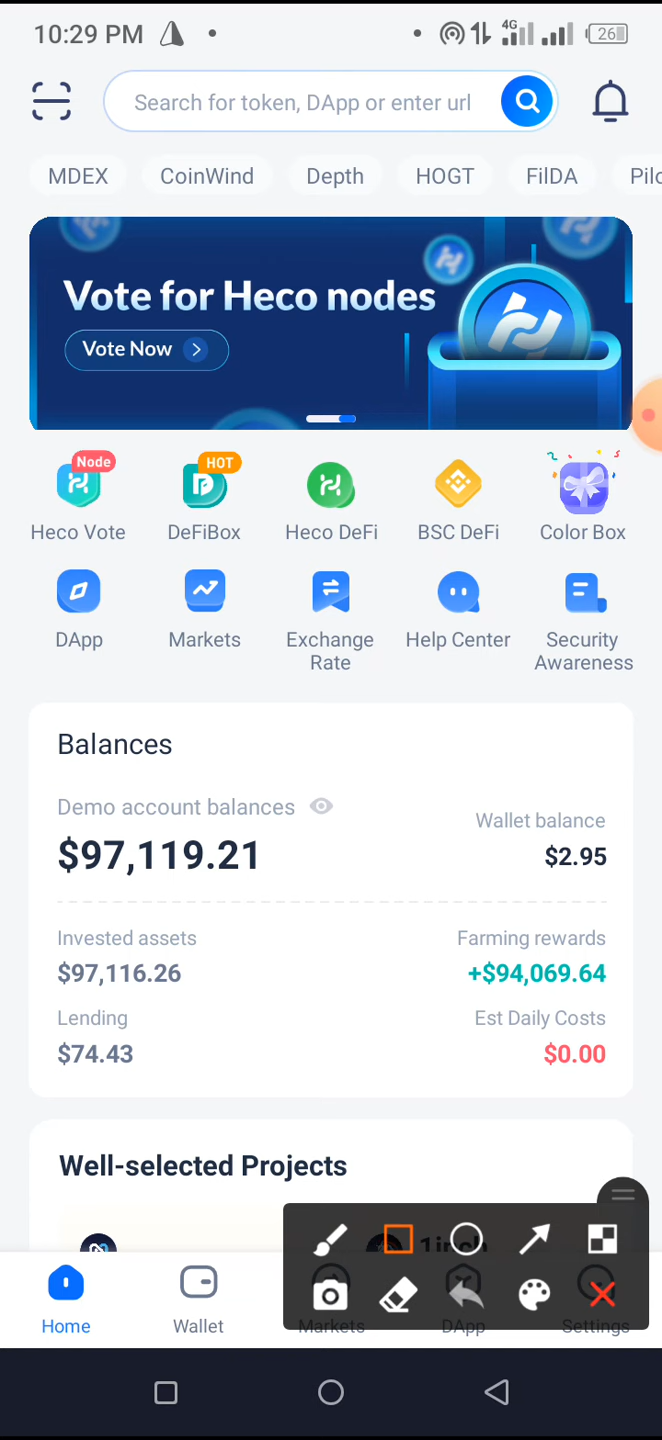 10:29 PM
4G
26
Search for token, DApp or enter url
MDEX CoinWind Depth HOGT FilDA
Vote for Heco nodes
Vote Now
Node HOT
Heco Vote DeFiBox Heco DeFi BSC DeFi Color Box
DApp Markets Exchange Rate Help Center Security Awareness
Balances
Demo account balances
Wallet balance
$97,119.21
$2.95
Invested assets Farming rewards
$97,116.26 +$94,069.64
Lending Est Daily Costs
$74.43 $0.00
Well-selected Projects
1inch
Home Wallet Markets DApp Settings